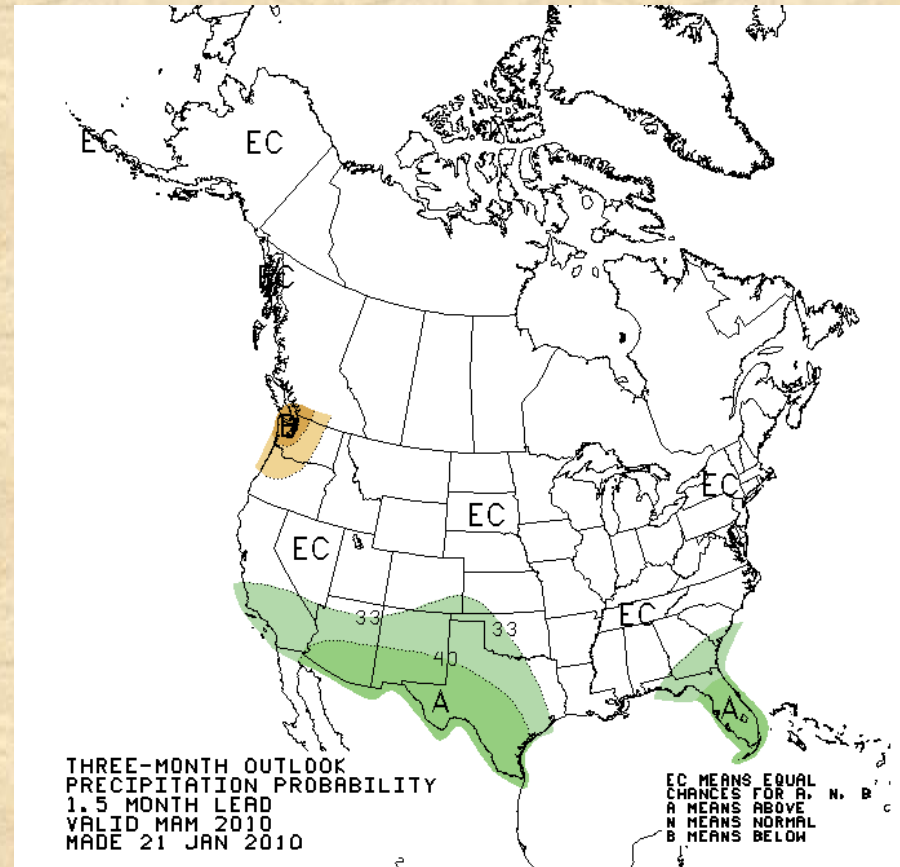 EC
EC
EC
B
EC
EC
EC
EC
33
33
40
A
A
THREE-MONTH OUTLOOK
PRECIPITATION PROBABILITY
1.5 MONTH LEAD
VALID MAM 2010
MADE 21 JAN 2010
EC MEANS EQUAL
CHANCES FOR A, N, B
A MEANS ABOVE
N MEANS NORMAL
B MEANS BELOW